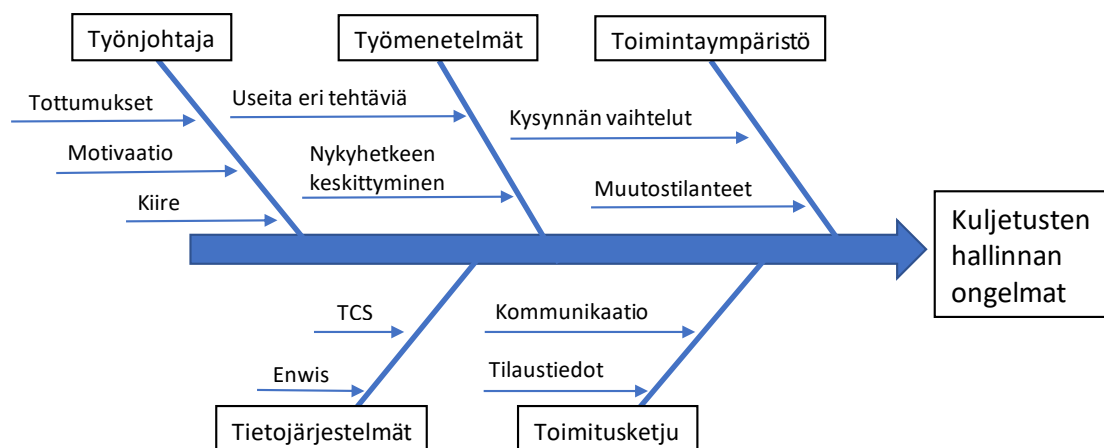 Työnjohtaja
Työmenetelmät
Toimintaympäristö
Tottumukset
Useita eri tehtäviä
Kysynnän vaihtelut
Motivaatio
Nykyhetkeen
keskittyminen
Muutostilanteet
Kiire
Kuljetusten
hallinnan
ongelmat
TCS
Kommunikaatio
Enwis
Tilaustiedot
Tietojärjestelmät
Toimitusketju